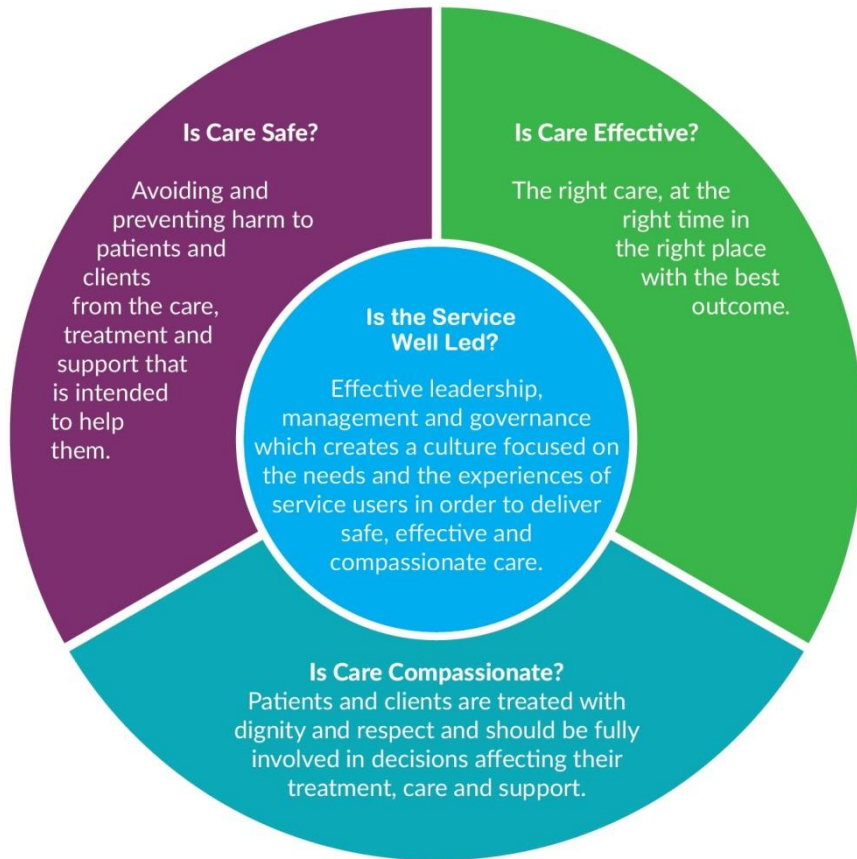 Is Care Safe?
Avoiding and
preventing harm to
patients and
clients
from the care,
treatment and
support that
is intended
to help
them.
Is Care Effective?
The right care, at the
right time in
the right place
with the best
outcome.
Is the Service
Well Led?
Effective leadership,
management and governance
which creates a culture focused on
the needs and the experiences of
service users in order to deliver
safe, effective and
compassionate care.
Is Care Compassionate?
Patients and clients are treated with
dignity and respect and should be fully
involved in decisions affecting their
treatment, care and support.